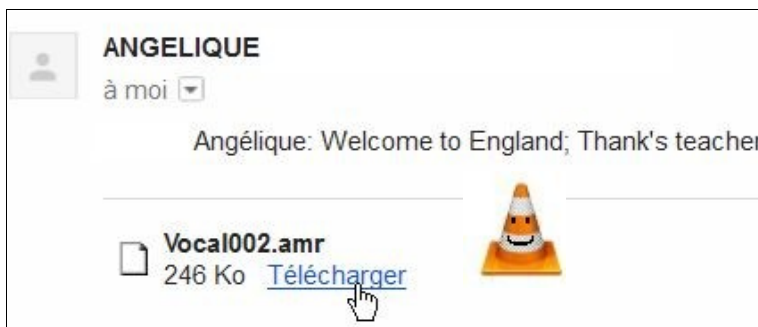 ANGELIQUE
à moi
Angélique: Welcome to England; Thank's teacher
Vocal002.amr
246 Ko Télécharger